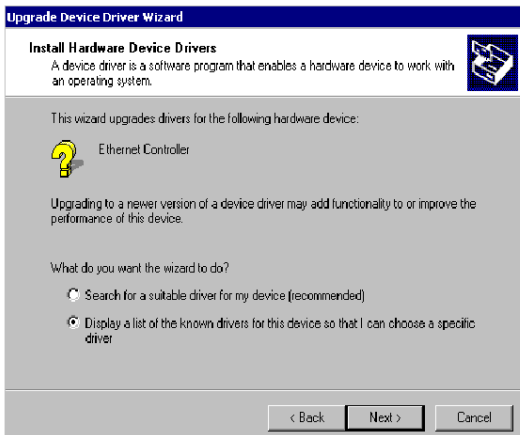 Upgrade Device Driver Wizard
Install Hardware Device Drivers
A device driver is a software program that enables a hardware device to work with
an operating system.
This wizard upgrades drivers for the following hardware device:
Ethernet Controller
Upgrading to a newer version of a device driver may add functionality to or improve the
performance of this device.
What do you want the wizard to do?
Search for a suitable driver for my device (recommended)
Display a list of the known drivers for this device so that I can choose a specific
driver
< Back Next > Cancel